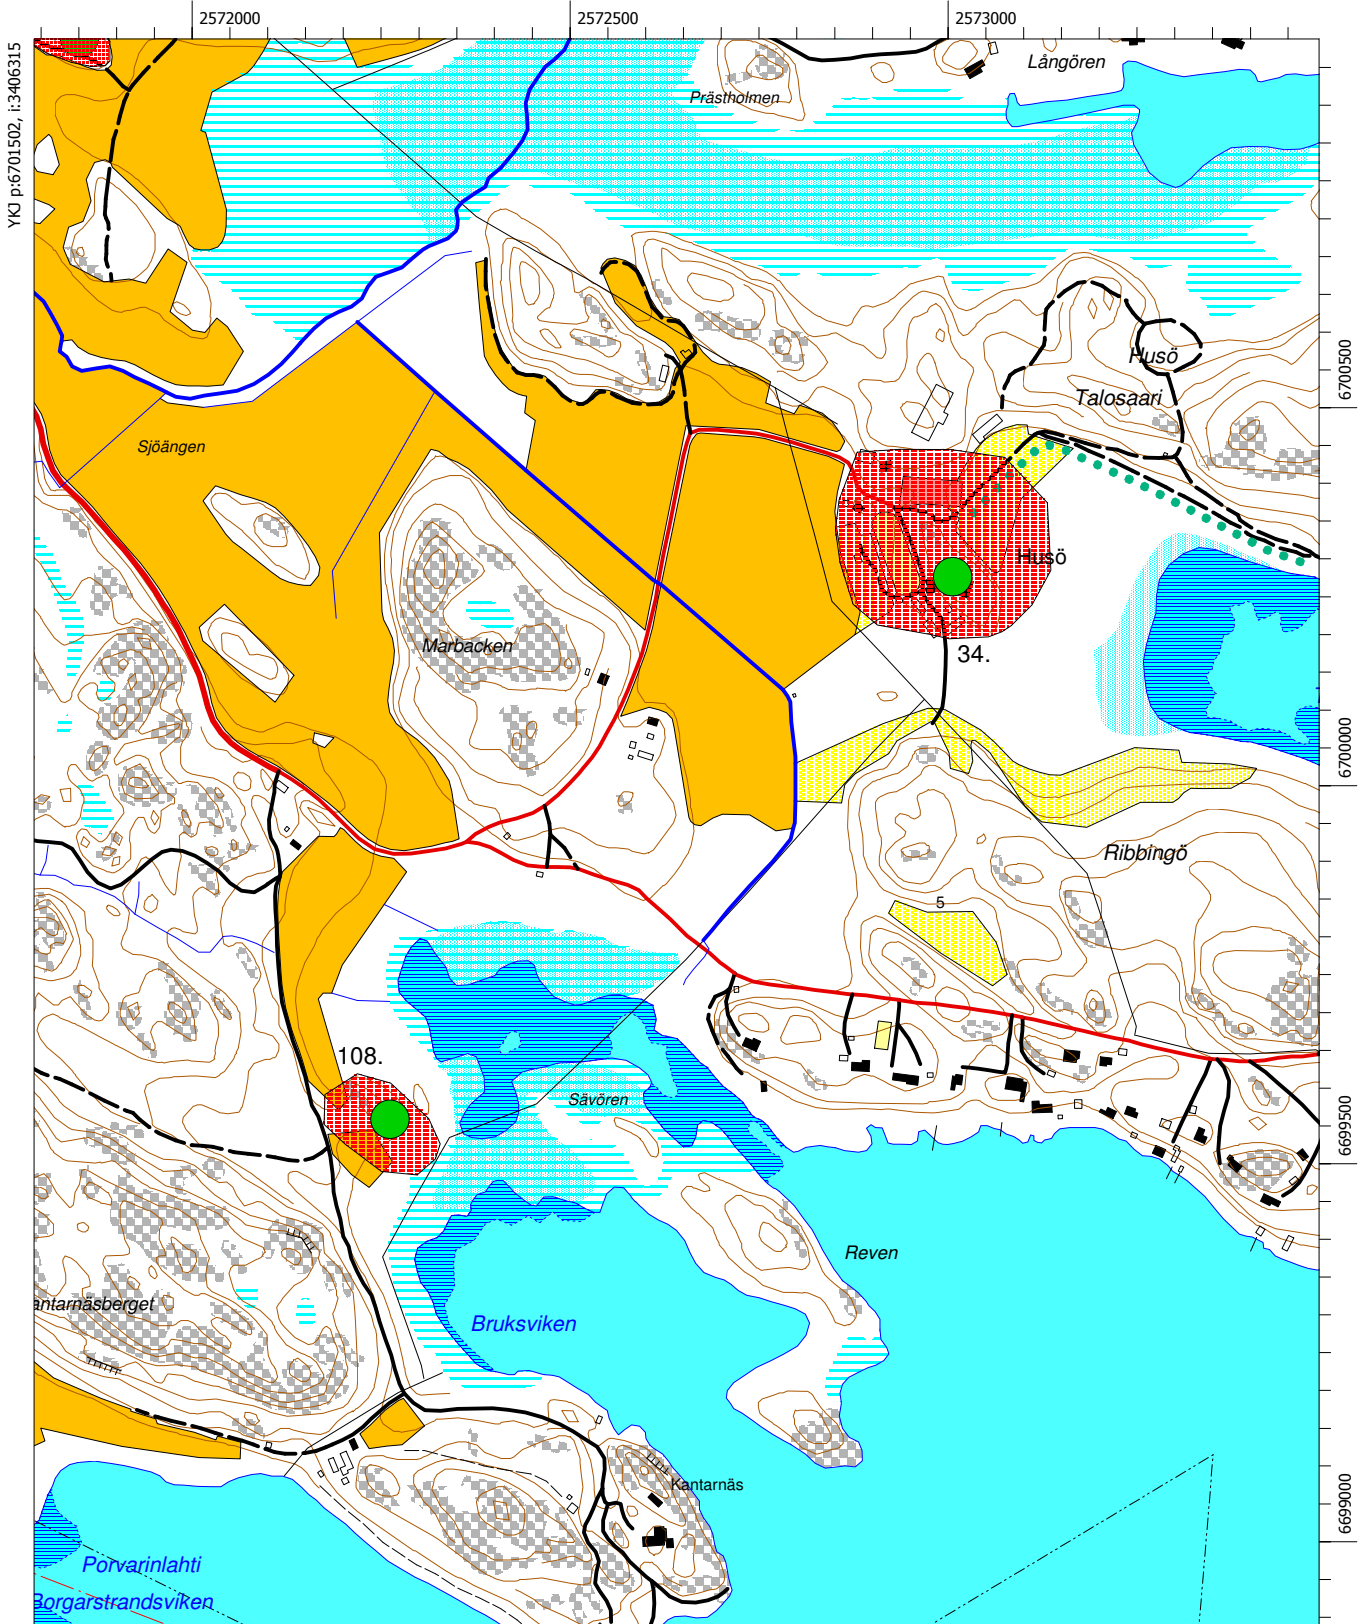 2572000
2572500
2573000
YKJ p:6701502, i:3406315
Långören
Prästholmen
6700500
Husö
Talosaari
Sjöängen
Husö
Marbacken
34.
6700000
Ribbingö
5
108.
Sävören
6699500
Reven
antarnäsberget
Bruksviken
Kantarnäs
6699000
Porvarinlahti
Borgarstrandsviken